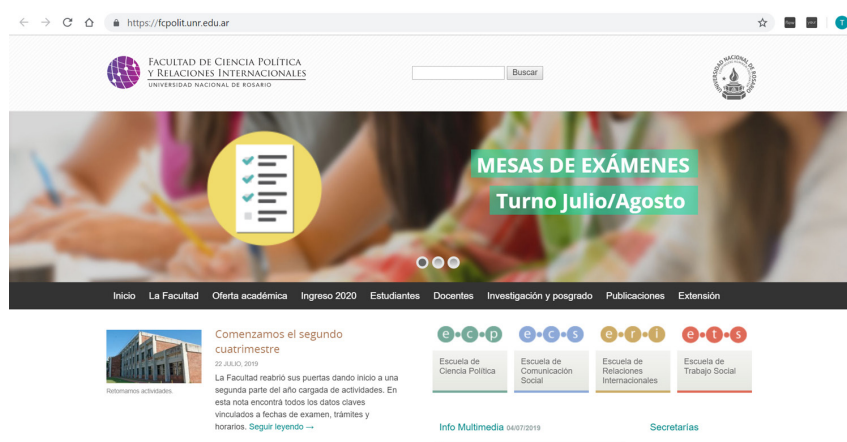 https://fcpolit.unr.edu.ar
T
FACULTAD DE CIENCIA POLÍTICA
Y RELACIONES INTERNACIONALES
UNIVERSIDAD NACIONAL DE ROSARIO
Buscar
UNIVERSIDAD NACIONAL DE ROSARIO
MESAS DE EXÁMENES
Turno Julio/Agosto
Inicio La Facultad Oferta académica Ingreso 2020 Estudiantes Docentes Investigación y posgrado Publicaciones Extensión
Retomamos actividades.
Comenzamos el segundo
cuatrimestre
22 JULIO, 2019
La Facultad reabrió sus puertas dando inicio a una
segunda parte del año cargada de actividades. En
esta nota encontrá todos los datos claves
vinculados a fechas de examen, trámites y
horarios. Seguir leyendo →
e c p
Escuela de
Ciencia Política
e c s
Escuela de
Comunicación
Social
e r i
Escuela de
Relaciones
Internacionales
e t s
Escuela de
Trabajo Social
Info Multimedia 04/07/2019
Secretarías